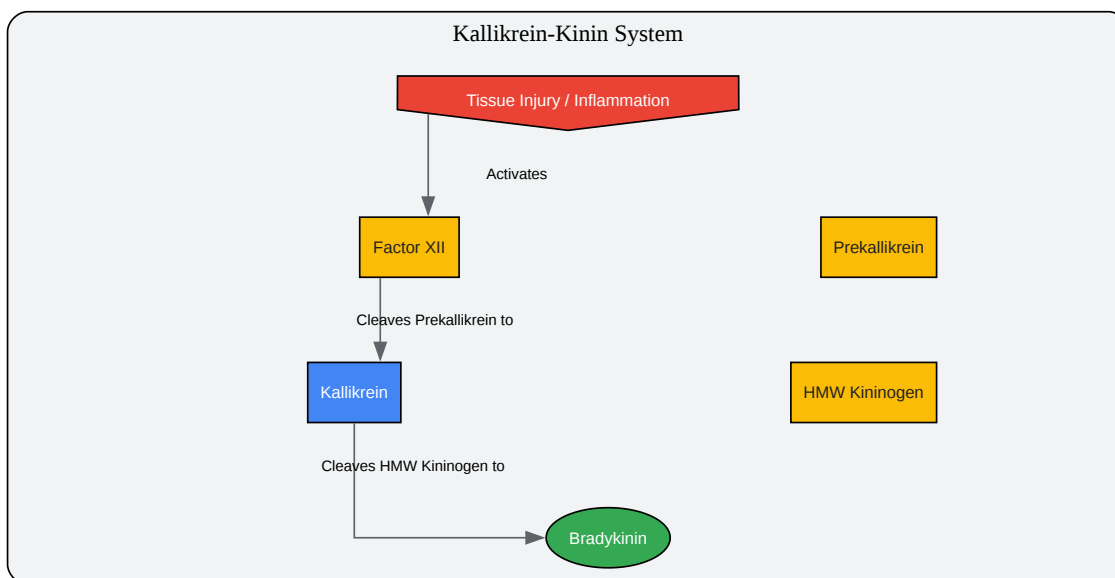 Kallikrein-Kinin System
Tissue Injury / Inflammation
Activates
Factor XII
Prekallikrein
Cleaves Prekallikrein to
Kallikrein
HMW Kininogen
Cleaves HMW Kininogen to
Bradykinin